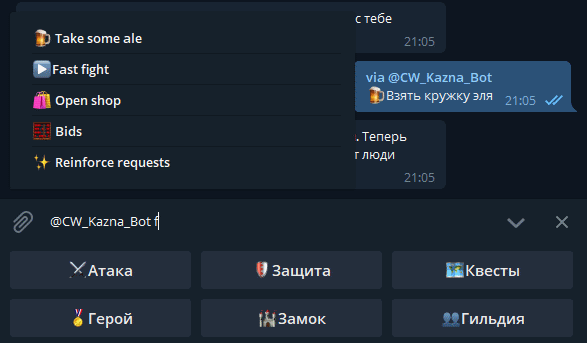 с тебе
21:05
Take some ale
Fast fight
Open shop
Bids
Reinforce requests
via @CW_Kazna_Bot
Взять кружку эля 21:05
. Теперь
т люди
21:05
@CW_Kazna_Bot f
Атака
Защита
Квесты
Герой
Замок
Гильдия